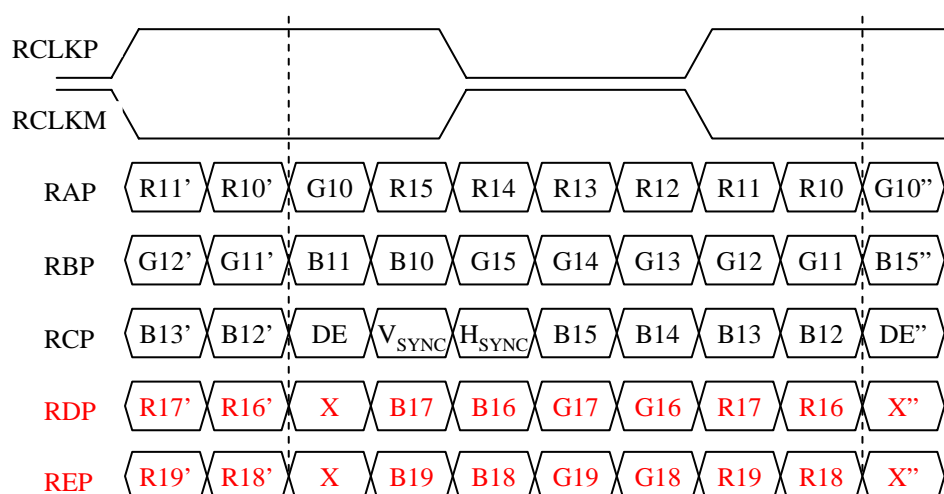 RCLKP
RCLKM
RAP R11' R10' G10 R15 R14 R13 R12 R11 R10 G10”
RBP G12' G11' B11 B10 G15 G14 G13 G12 G11 B15”
RCP B13' B12' DE VSYNC HSYNC B15 B14 B13 B12 DE”
RDP R17' R16' X B17 B16 G17 G16 R17 R16 X”
REP R19' R18' X B19 B18 G19 G18 R19 R18 X”